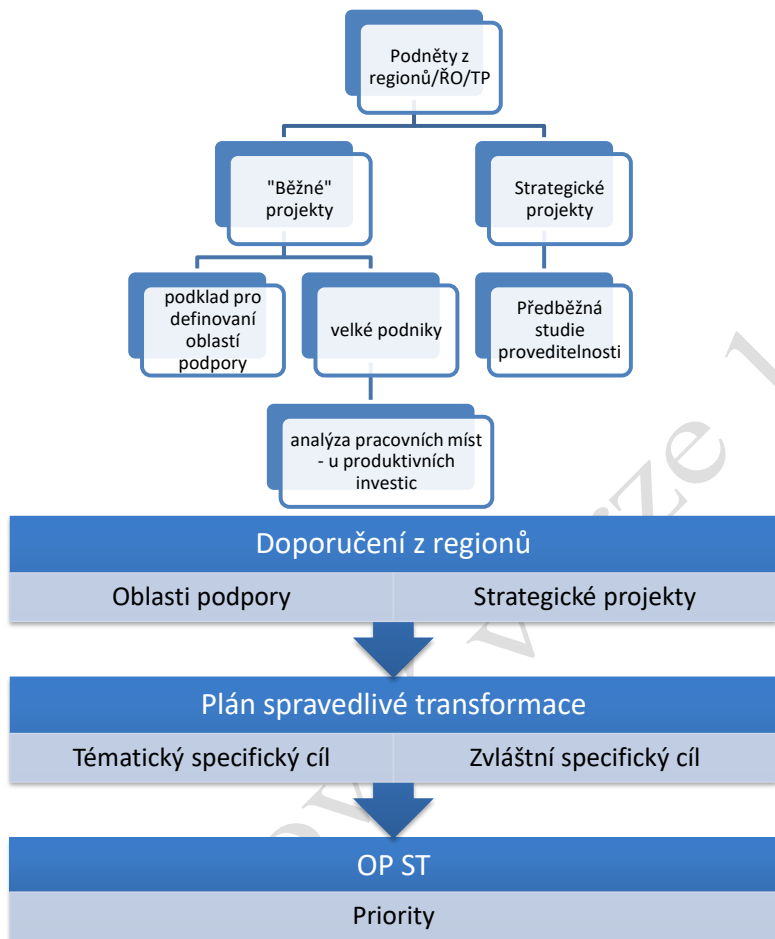 Podněty z
regionů/ŘO/TP
"Běžné"
projekty
Strategické
projekty
podklad pro
definovaní
oblastí
podpory
velké podniky
Předběžná
studie
proveditelnosti
analýza pracovních míst
- u produktivních
investic
Doporučení z regionů
Oblasti podpory
Strategické projekty
Plán spravedlivé transformace
Tématický specifický cíl
Zvláštní specifický cíl
OP ST
Priority